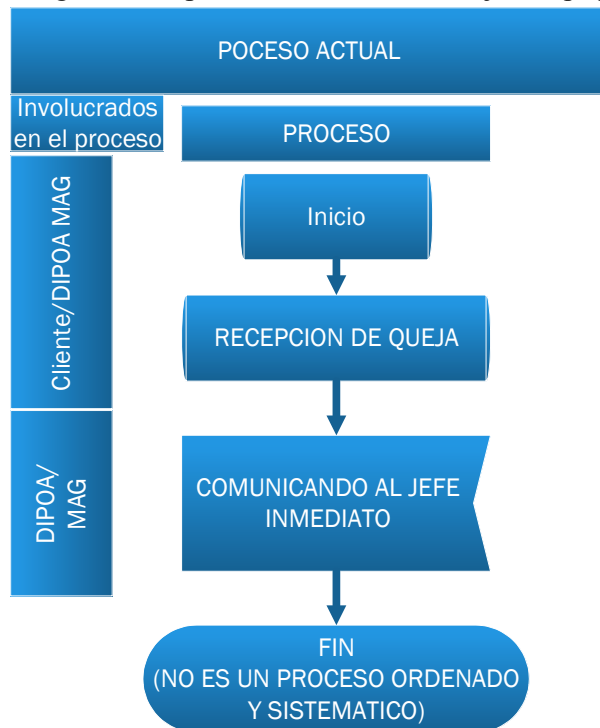 POCESO ACTUAL
Involucrados
en el proceso
PROCESO
Cliente/DIPOA MAG
Inicio
RECEPCION DE QUEJA
DIPOA/
MAG
COMUNICANDO AL JEFE
INMEDIATO
FIN
(NO ES UN PROCESO ORDENADO
Y SISTEMATICO)